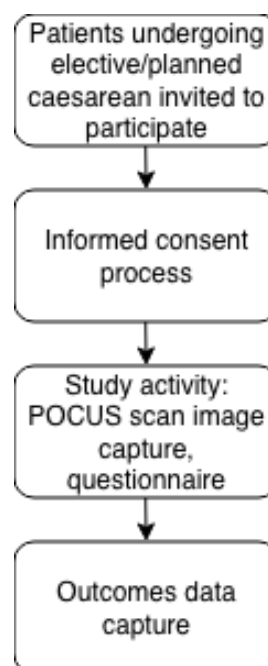 Patients undergoing
elective/planned
caesarean invited to
participate
Informed consent
process
Study activity:
POCUS scan image
capture,
questionnaire
Outcomes data
capture